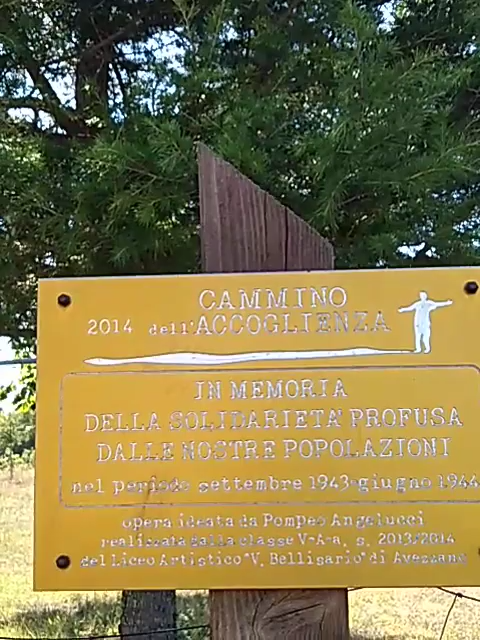 CAMMINO
2014 dell'ACCOGLIENZA
IN MEMORIA
DELLA SOLIDARIETA' PROFUSA
DALLE NOSTRE POPOLAZIONI
nel periodo settembre 1943-giugno 1944
opera ideata da Pompeo Angelucci
realizzata dalla classe V-A-a, s. 2013/2014
del Liceo Artistico "V. Bellisario" di Avezzano